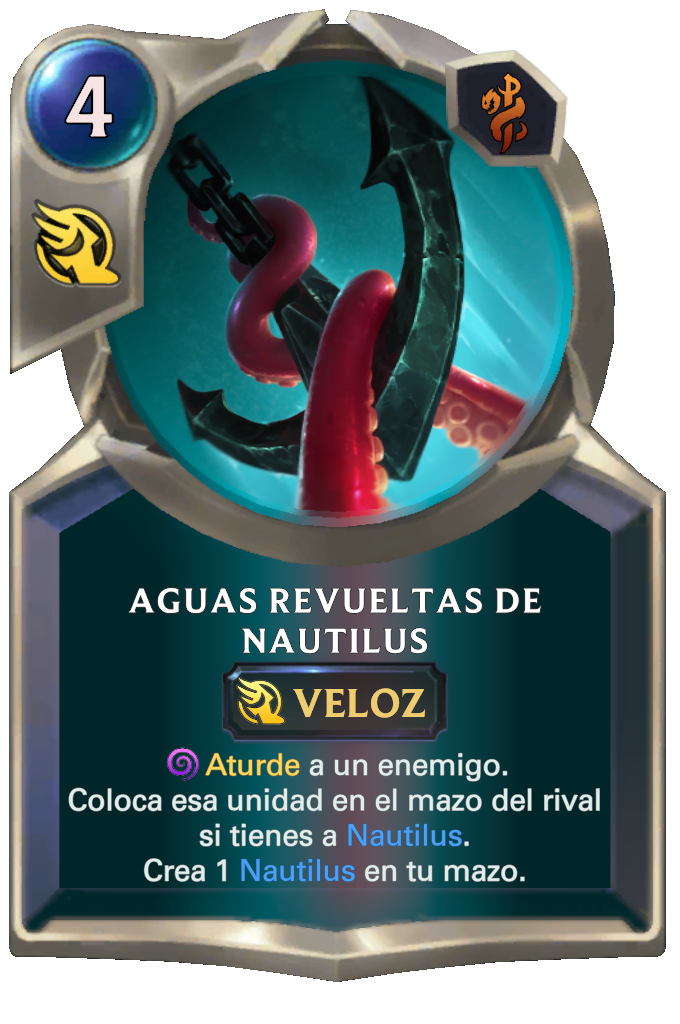 4
AGUAS REVUELTAS DE
NAUTILUS
VELOZ
Aturde a un enemigo.
Coloca esa unidad en el mazo del rival
si tienes a Nautilus.
Crea 1 Nautilus en tu mazo.